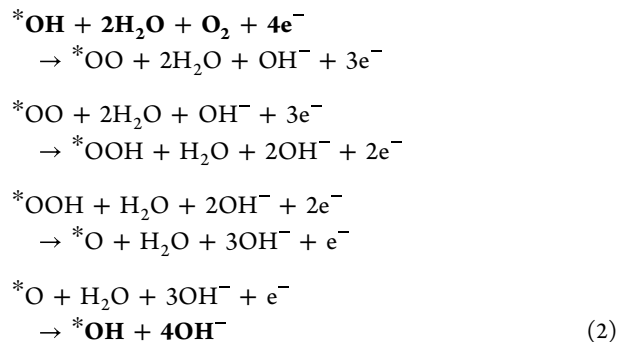 *OH + 2H₂O + O₂ + 4e⁻
→ *OO + 2H₂O + OH⁻ + 3e⁻
*OO + 2H₂O + OH⁻ + 3e⁻
→ *OOH + H₂O + 2OH⁻ + 2e⁻
*OOH + H₂O + 2OH⁻ + 2e⁻
→ *O + H₂O + 3OH⁻ + e⁻
*O + H₂O + 3OH⁻ + e⁻
→ *OH + 4OH⁻ (2)